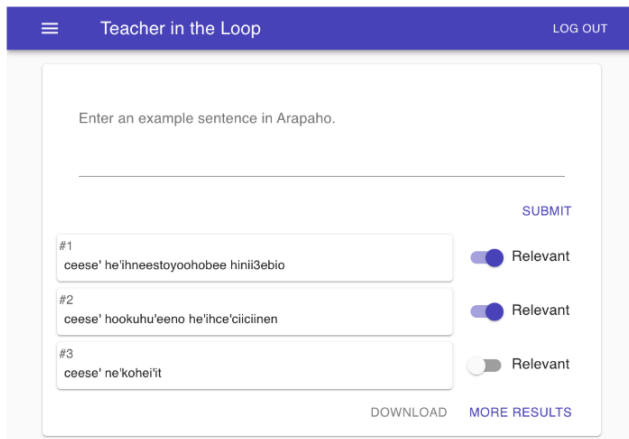 Teacher in the Loop LOG OUT
Enter an example sentence in Arapaho.
SUBMIT
#1
ceese' he'ihneestoyoohobee hinii3ebio
Relevant
#2
ceese' hookuhu'eeno he'ihce'ciiciinen
Relevant
#3
ceese' ne'kohei'it
Relevant
DOWNLOAD MORE RESULTS